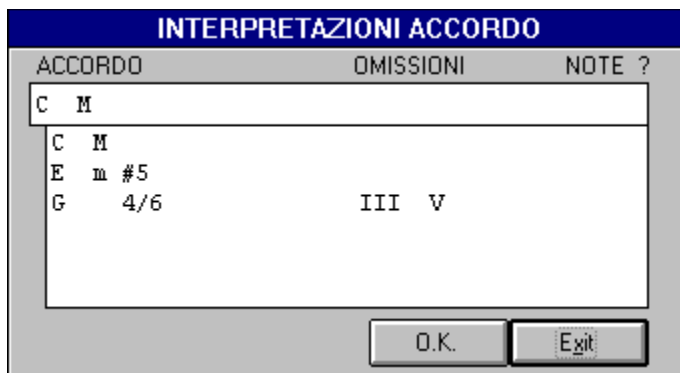 INTERPRETAZIONI ACCORDO
ACCORDO OMISSIONI NOTE ?
C M
C M
E m #5
G 4/6 III V
O.K. Exit